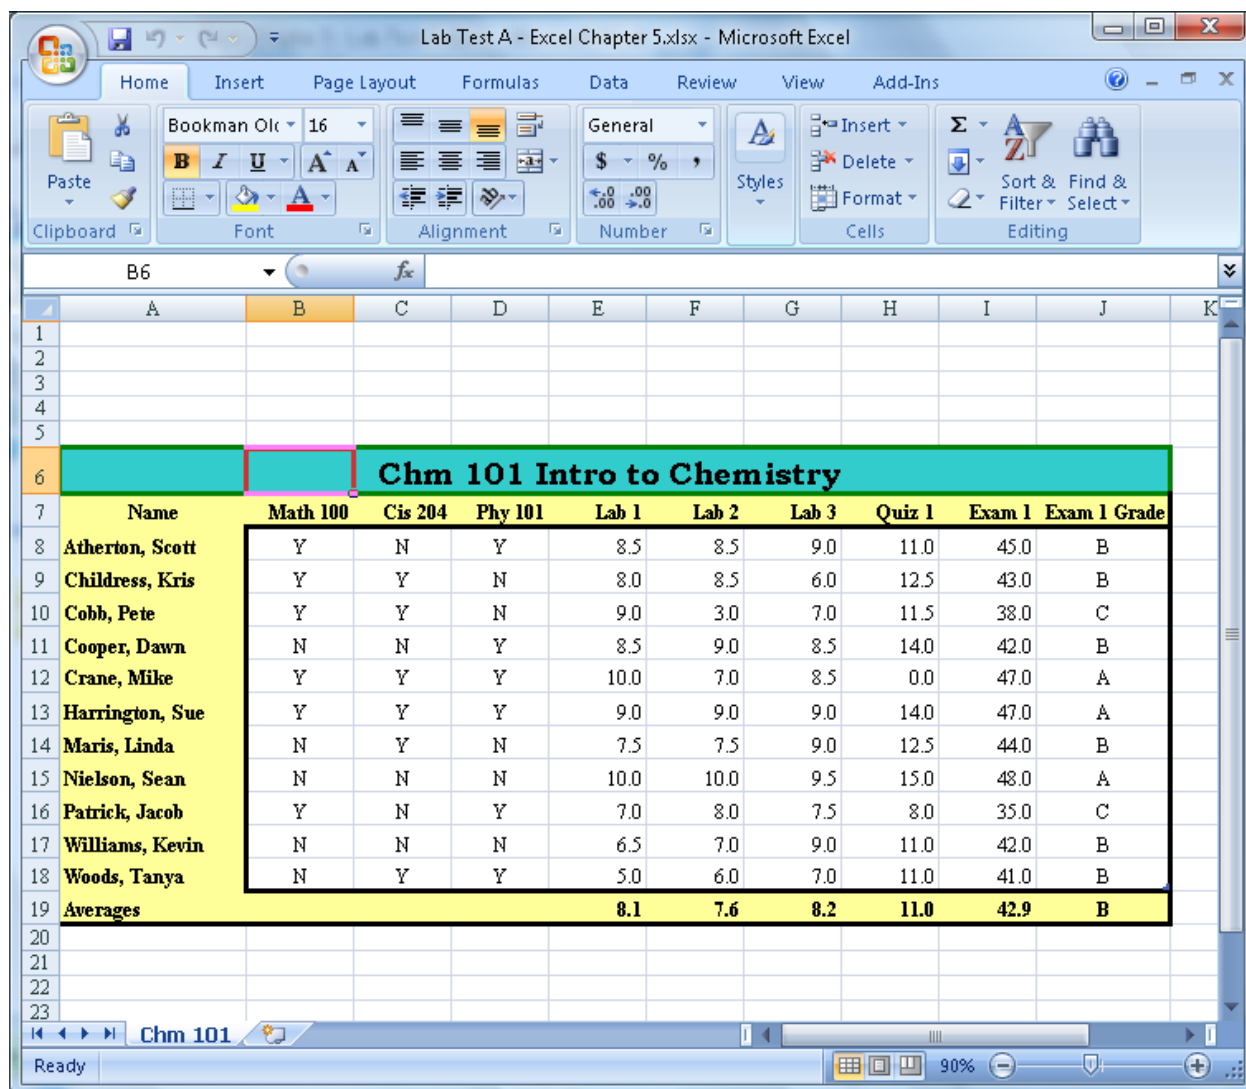 Lab Test A - Excel Chapter 5.xlsx - Microsoft Excel
Home Insert Page Layout Formulas Data Review View Add-Ins
Paste
Clipboard
Bookman Olc 16
B I U A A
A
Font
Alignment
General
$ % ,
.0 .00
.00 .0
Number
Styles
Insert
Delete
Format
Cells
Σ
Sort & Filter
Find & Select
Editing
B6 fx
A B C D E F G H I J K
1
2
3
4
5
6 Chm 101 Intro to Chemistry
7 Name Math 100 Cis 204 Phy 101 Lab 1 Lab 2 Lab 3 Quiz 1 Exam 1 Exam 1 Grade
8 Atherton, Scott Y N Y 8.5 8.5 9.0 11.0 45.0 B
9 Childress, Kris Y Y N 8.0 8.5 6.0 12.5 43.0 B
10 Cobb, Pete Y Y N 9.0 3.0 7.0 11.5 38.0 C
11 Cooper, Dawn N N Y 8.5 9.0 8.5 14.0 42.0 B
12 Crane, Mike Y Y Y 10.0 7.0 8.5 0.0 47.0 A
13 Harrington, Sue Y Y Y 9.0 9.0 9.0 14.0 47.0 A
14 Maris, Linda N Y N 7.5 7.5 9.0 12.5 44.0 B
15 Nielson, Sean N N N 10.0 10.0 9.5 15.0 48.0 A
16 Patrick, Jacob Y N Y 7.0 8.0 7.5 8.0 35.0 C
17 Williams, Kevin N N N 6.5 7.0 9.0 11.0 42.0 B
18 Woods, Tanya N Y Y 5.0 6.0 7.0 11.0 41.0 B
19 Averages 8.1 7.6 8.2 11.0 42.9 B
20
21
22
23
Chm 101
Ready 90%